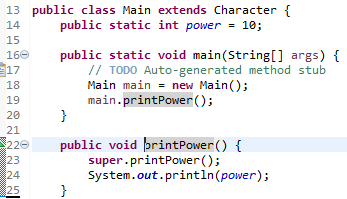 13 public class Main extends Character {
14     public static int power = 10;
15
16     public static void main(String[] args) {
17         // TODO Auto-generated method stub
18         Main main = new Main();
19         main.printPower();
20     }
21
22     public void printPower() {
23         super.printPower();
24         System.out.println(power);
25     }